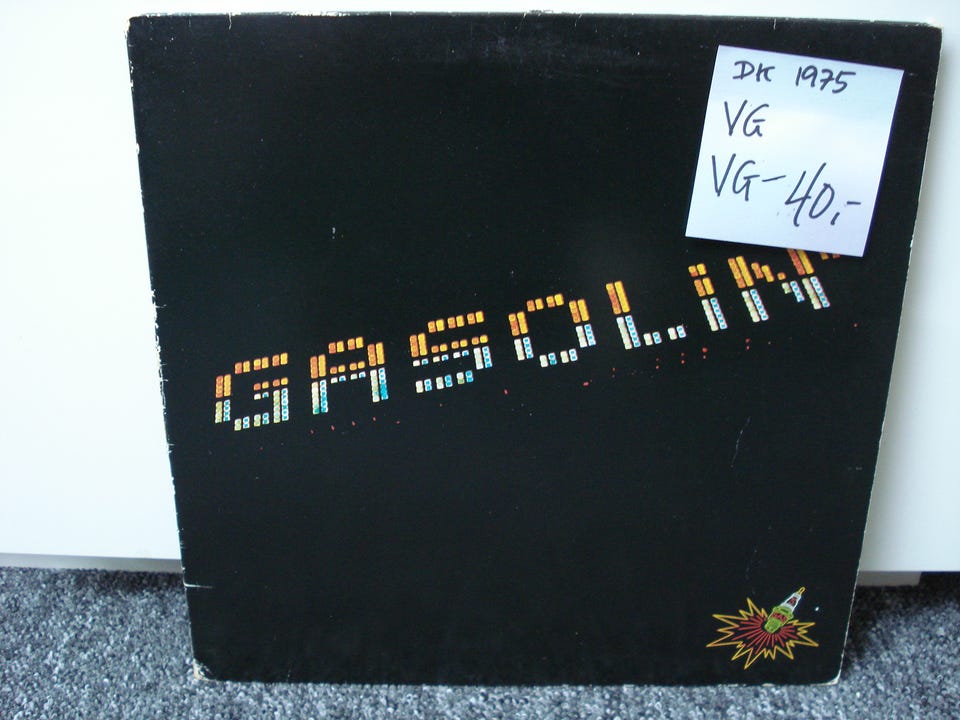 DK 1975
VG
VG- 40,-
GASOLiN'